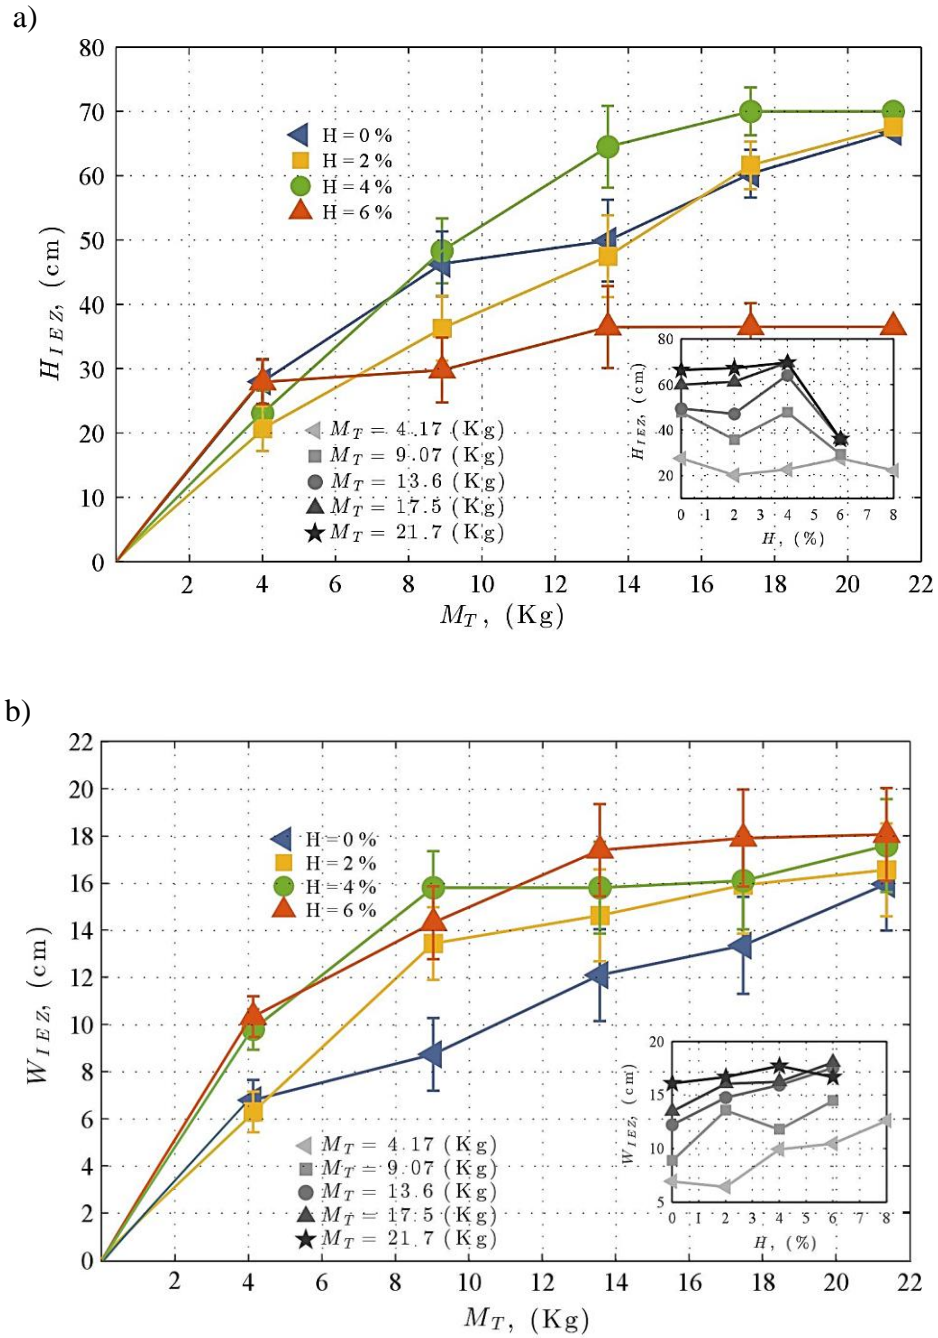 a)
80
70
60
50
40
30
20
10
0
H_IEZ, (cm)
H = 0 %
H = 2 %
H = 4 %
H = 6 %
M_T = 4.17 (Kg)
M_T = 9.07 (Kg)
M_T = 13.6 (Kg)
M_T = 17.5 (Kg)
M_T = 21.7 (Kg)
80
60
40
20
H_IEZ, (cm)
0 1 2 3 4 5 6 7 8
H, (%)
2 4 6 8 10 12 14 16 18 20 22
M_T, (Kg)
b)
22
20
18
16
14
12
10
8
6
4
2
0
W_IEZ, (cm)
H = 0 %
H = 2 %
H = 4 %
H = 6 %
M_T = 4.17 (Kg)
M_T = 9.07 (Kg)
M_T = 13.6 (Kg)
M_T = 17.5 (Kg)
M_T = 21.7 (Kg)
20
15
10
5
W_IEZ, (cm)
0 1 2 3 4 5 6 7 8
H, (%)
2 4 6 8 10 12 14 16 18 20 22
M_T, (Kg)